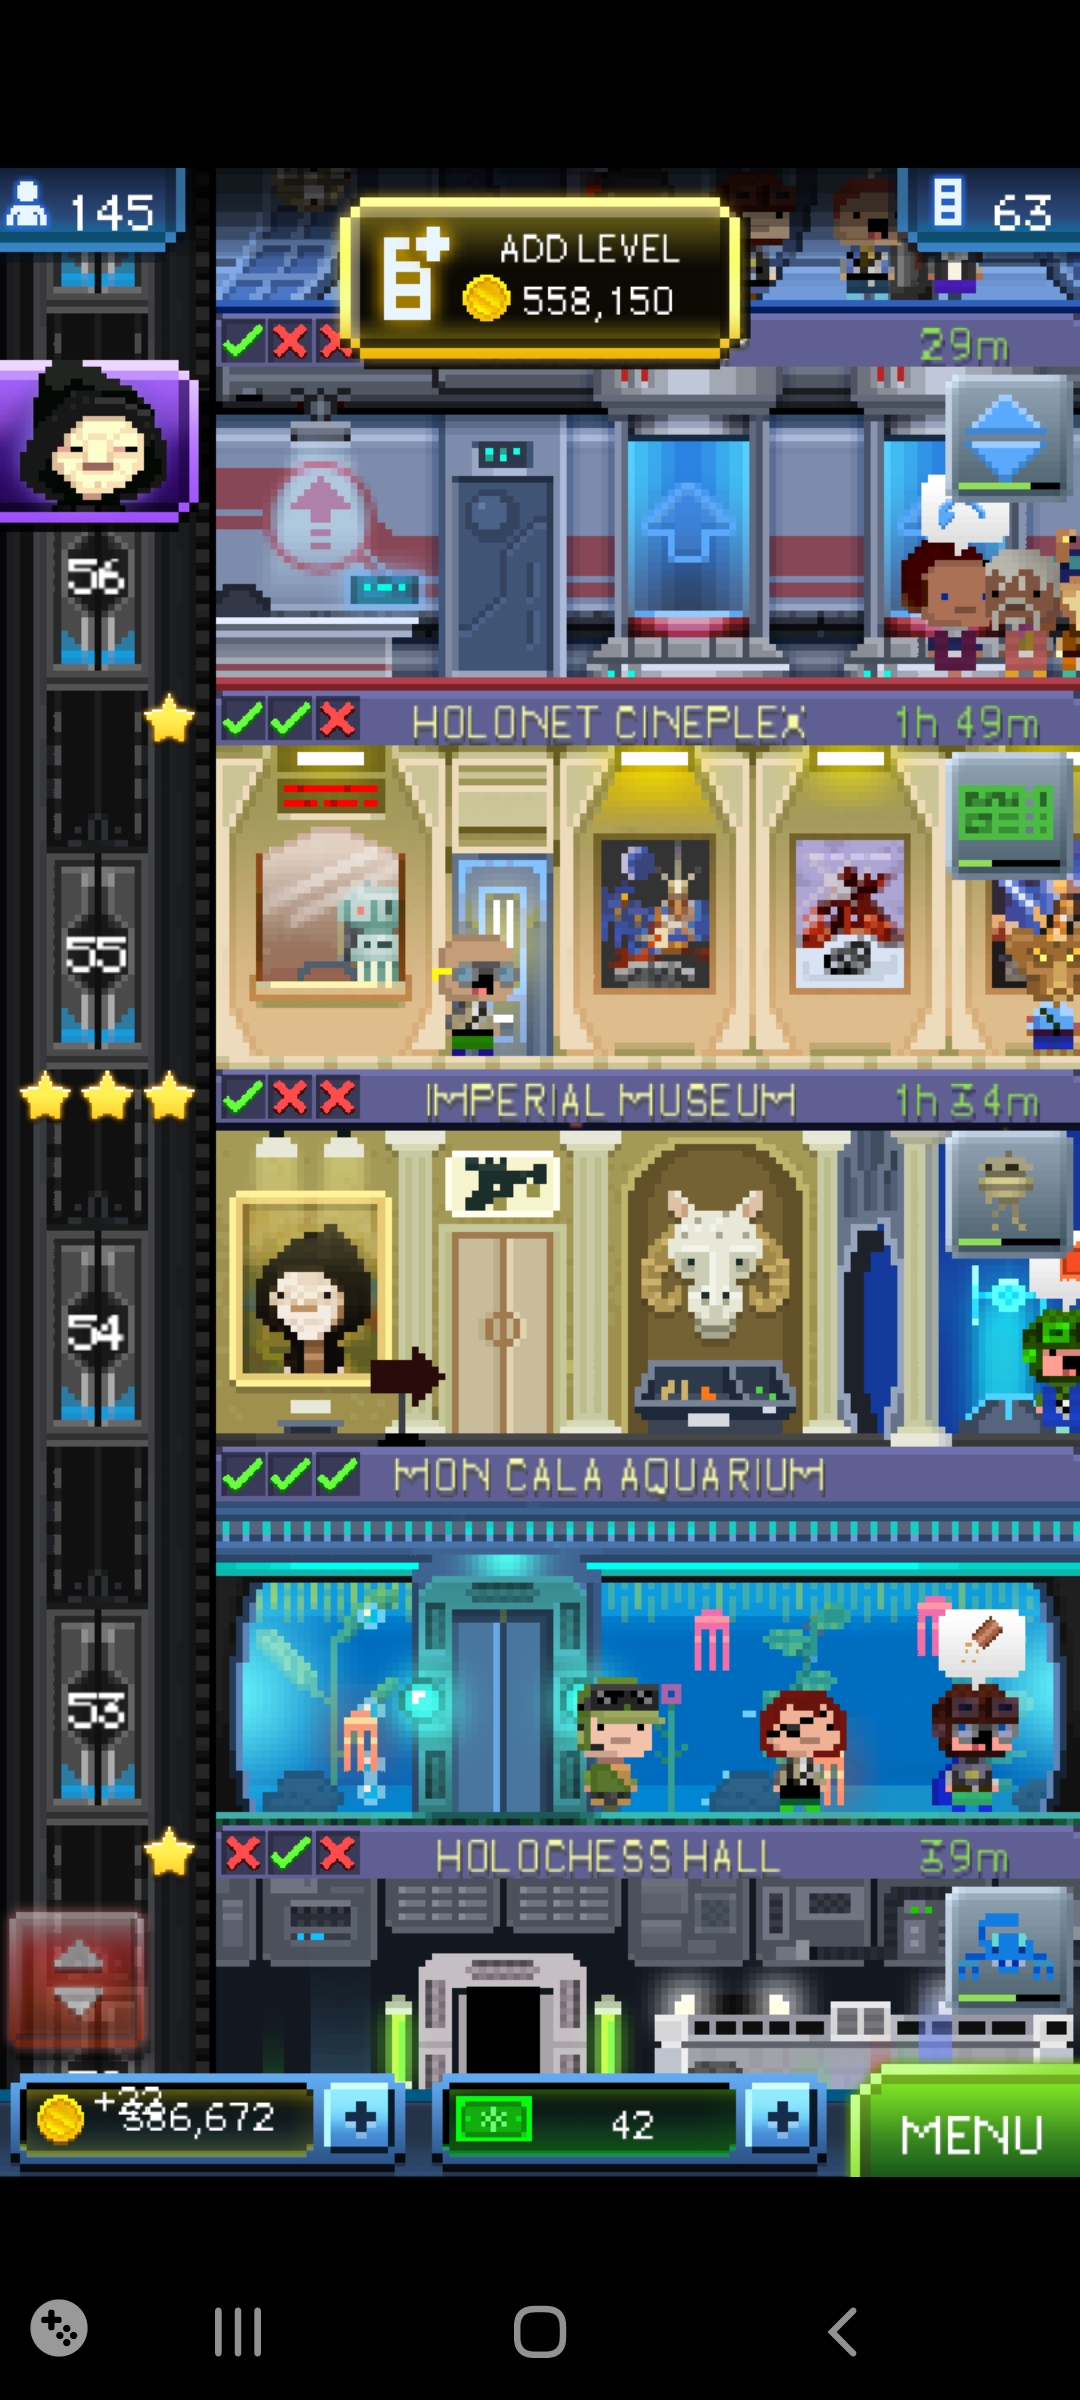 145
ADD LEVEL
558,150
63
29m
56
HOLONET CINEPLEX
1h 49m
55
IMPERIAL MUSEUM
1h 34m
54
MON CALA AQUARIUM
53
HOLOCHESS HALL
39m
+22
386,672
42
MENU